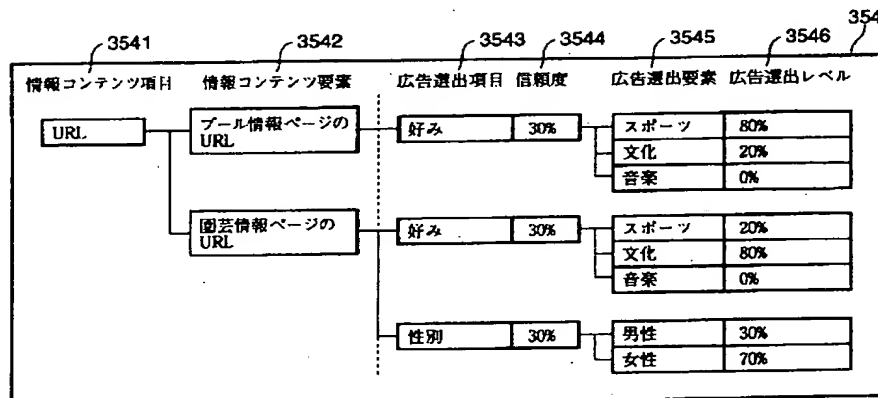 354
3541 3542 3543 3544 3545 3546
情報コンテンツ項目 情報コンテンツ要素 広告選出項目 信頼度 広告選出要素 広告選出レベル
URL
プール情報ページの
URL
好み 30%
スポーツ 80%
文化 20%
音楽 0%
園芸情報ページの
URL
好み 30%
スポーツ 20%
文化 80%
音楽 0%
性別 30%
男性 30%
女性 70%